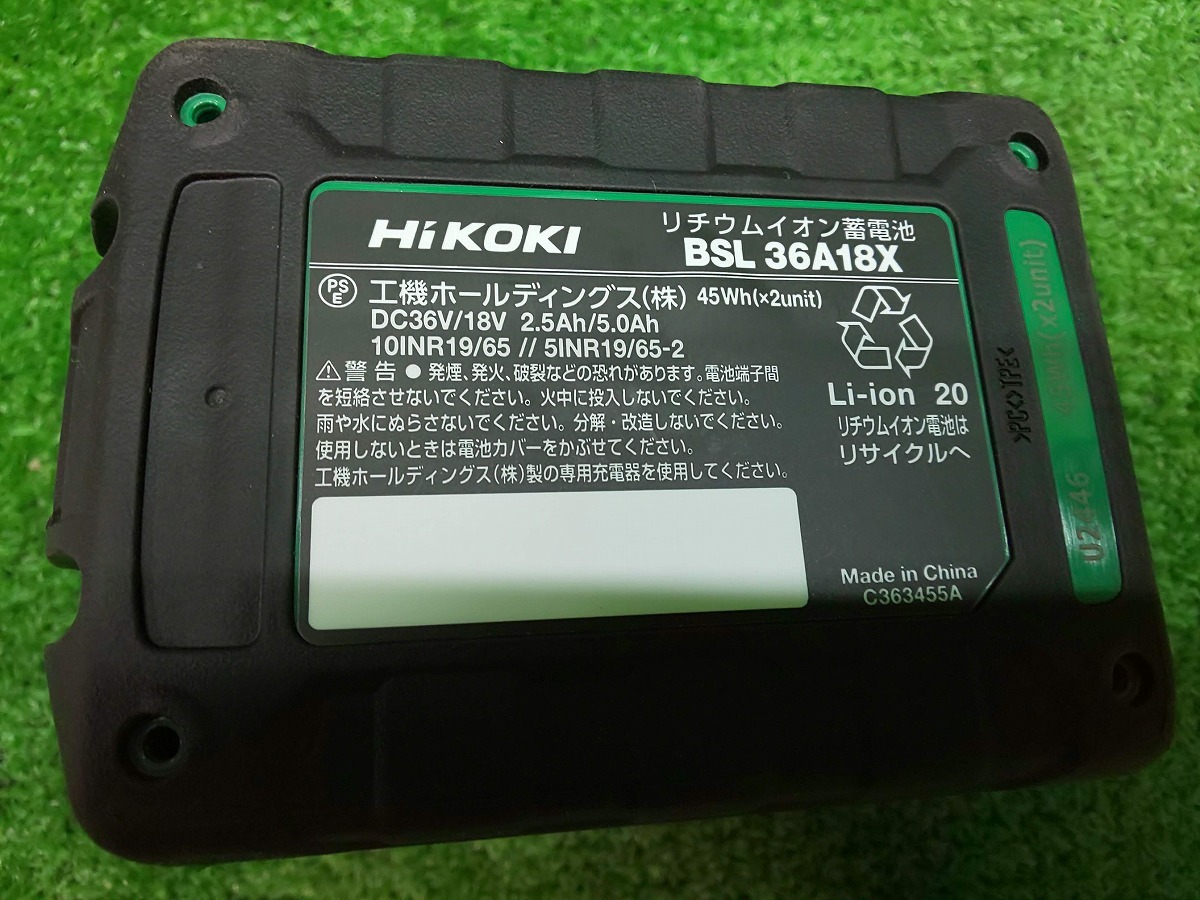 HiKOKI
リチウムイオン蓄電池
BSL 36A18X
PSE
工機ホールディングス(株) 45Wh(×2unit)
DC36V/18V 2.5Ah/5.0Ah
10INR19/65 // 5INR19/65-2
⚠警告 ● 発煙、発火、破裂などの恐れがあります。電池端子間
を短絡させないでください。火中に投入しないでください。
雨や水にぬらさないでください。分解・改造しないでください。
使用しないときは電池カバーをかぶせてください。
工機ホールディングス(株)製の専用充電器を使用してください。
Li-ion 20
リチウムイオン電池は
リサイクルへ
Made in China
C363455A
45Wh(×2unit)